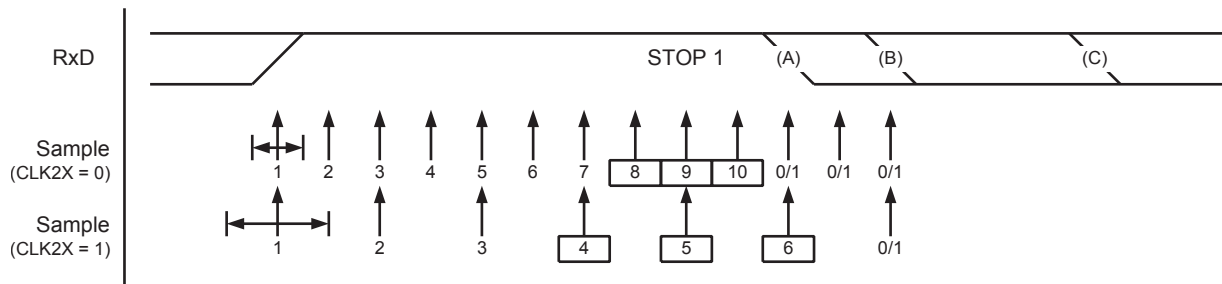 RxD
STOP 1
(A)
(B)
(C)
Sample
(CLK2X = 0)
1 2 3 4 5 6 7 8 9 10 0/1 0/1 0/1
Sample
(CLK2X = 1)
1 2 3 4 5 6 0/1